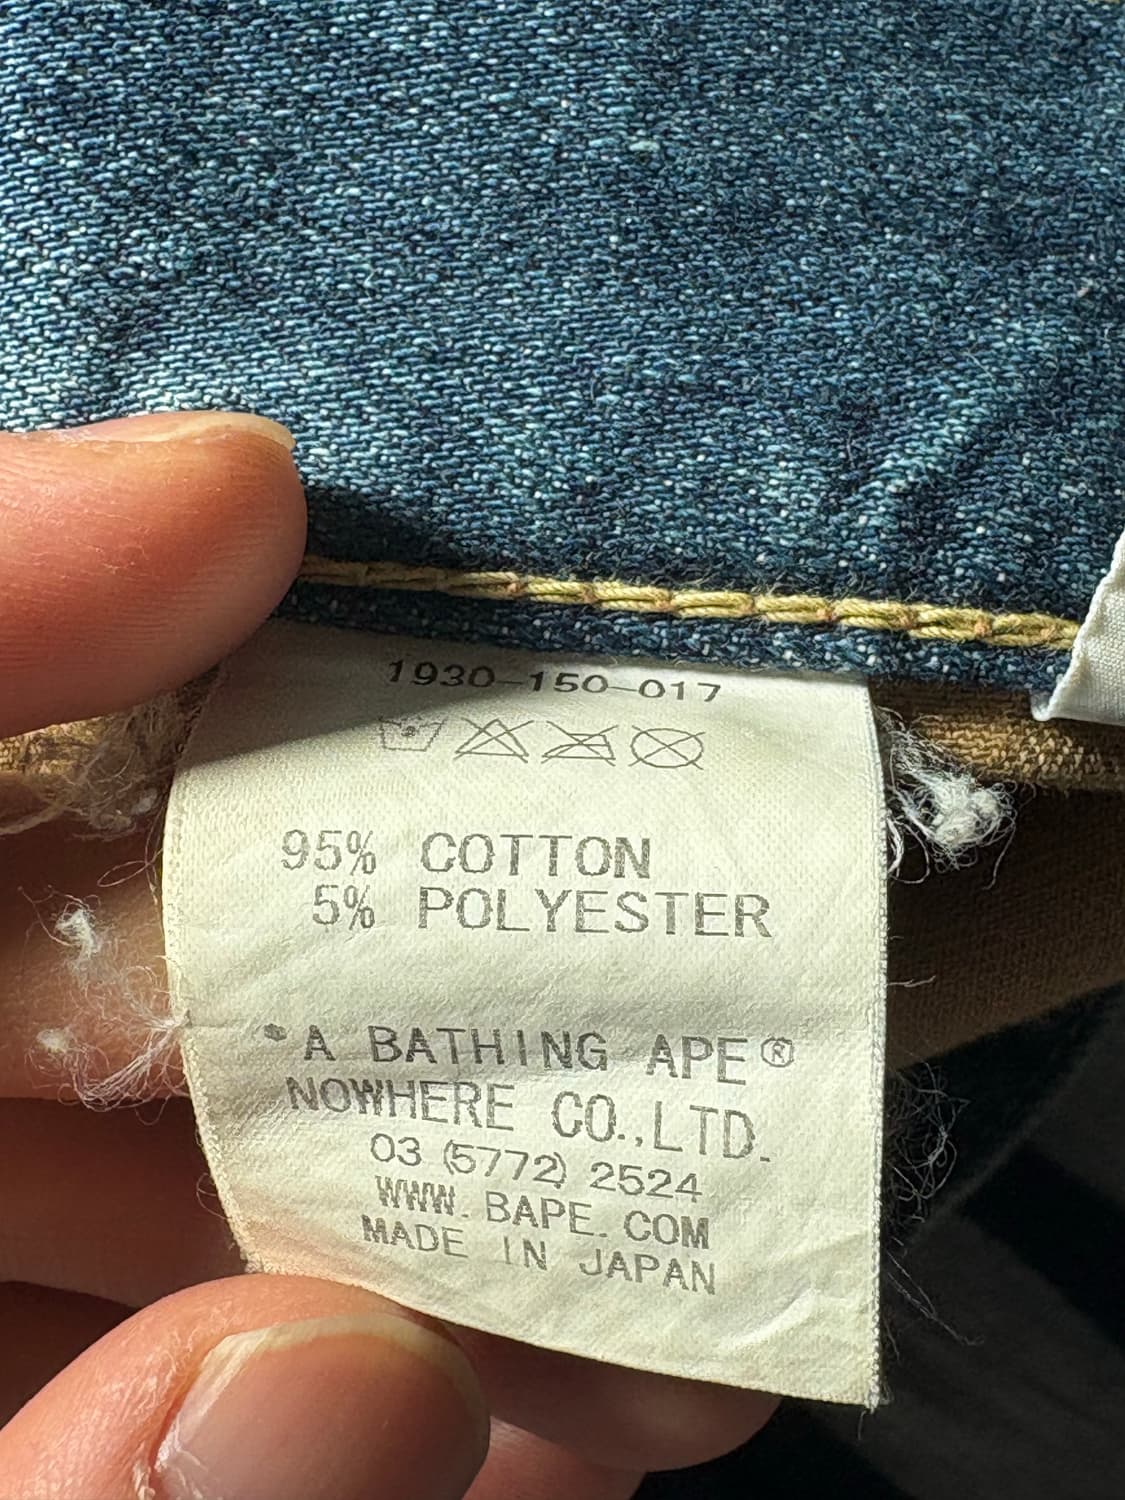 1930-150-017
95% COTTON
5% POLYESTER
*A BATHING APE®
NOWHERE CO.,LTD.
03 (5772) 2524
WWW.BAPE.COM
MADE IN JAPAN